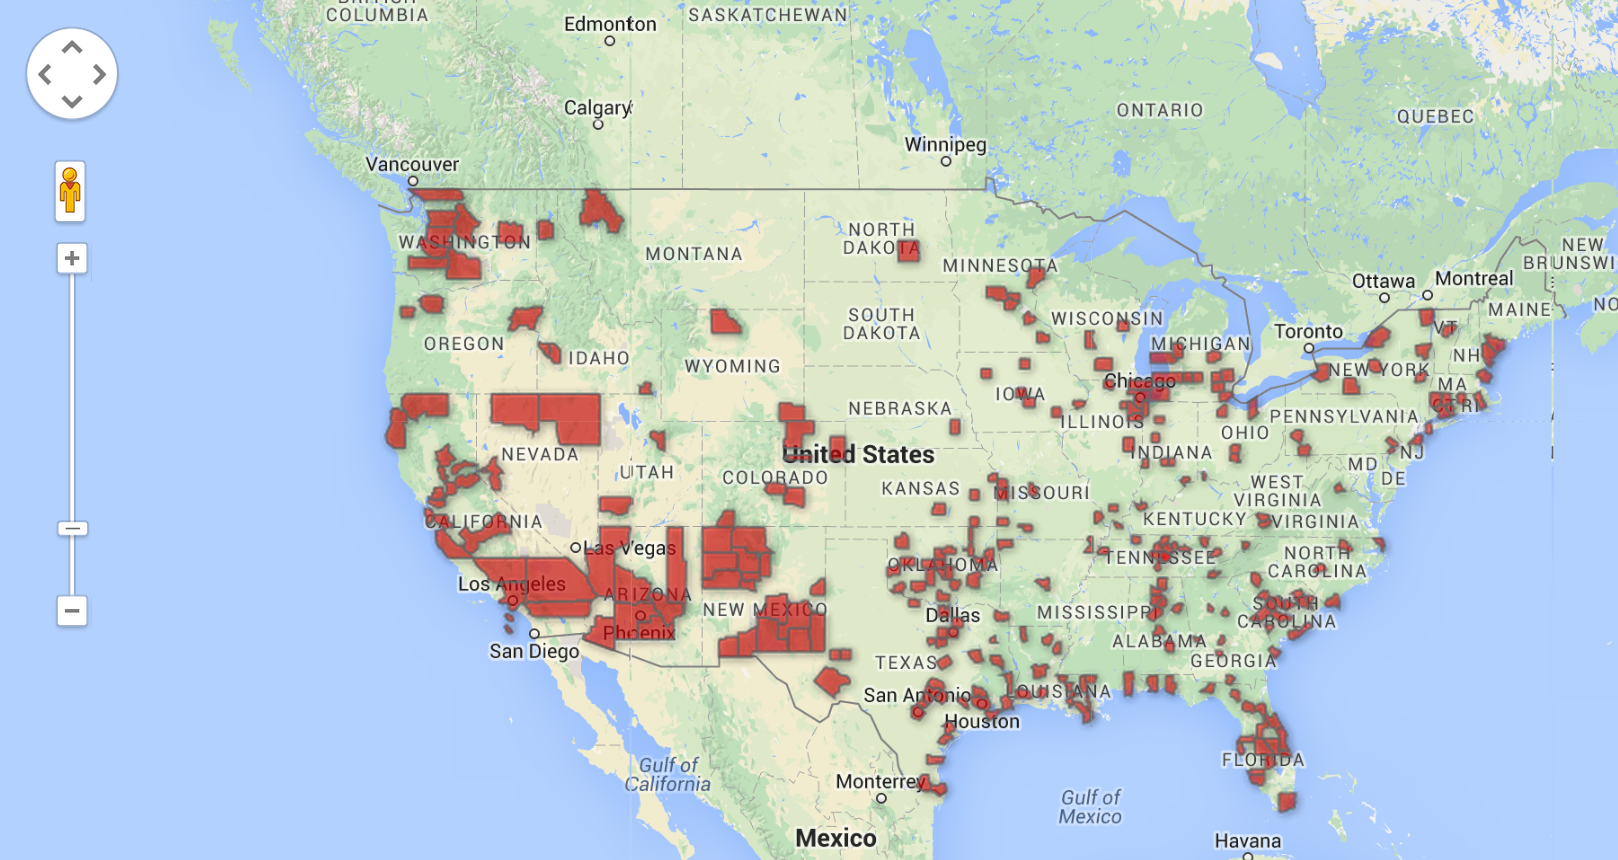 BRITISH
COLUMBIA
Edmonton
SASKATCHEWAN
Calgary
ONTARIO
QUEBEC
Winnipeg
Vancouver
WASHINGTON
MONTANA
NORTH
DAKOTA
MINNESOTA
NEW
BRUNSWI
Ottawa
Montreal
MAINE
NO
SOUTH
DAKOTA
WISCONSIN
Toronto
VT
OREGON
IDAHO
WYOMING
MICHIGAN
NH
NEW YORK
MA
Chicago
IOWA
NEBRASKA
ILLINOIS
CT RI
PENNSYLVANIA
OHIO
NEVADA
UTAH
United States
COLORADO
INDIANA
NJ
MD
DE
KANSAS
MISSOURI
WEST
VIRGINIA
CALIFORNIA
KENTUCKY
VIRGINIA
Las Vegas
OKLAHOMA
TENNESSEE
NORTH
CAROLINA
Los Angeles
ARIZONA
NEW MEXICO
Dallas
MISSISSIPPI
SOUTH
CAROLINA
Phoenix
ALABAMA
San Diego
TEXAS
GEORGIA
San Antonio
LOUISIANA
Houston
Gulf of
California
FLORIDA
Monterrey
Gulf of
Mexico
Mexico
Havana